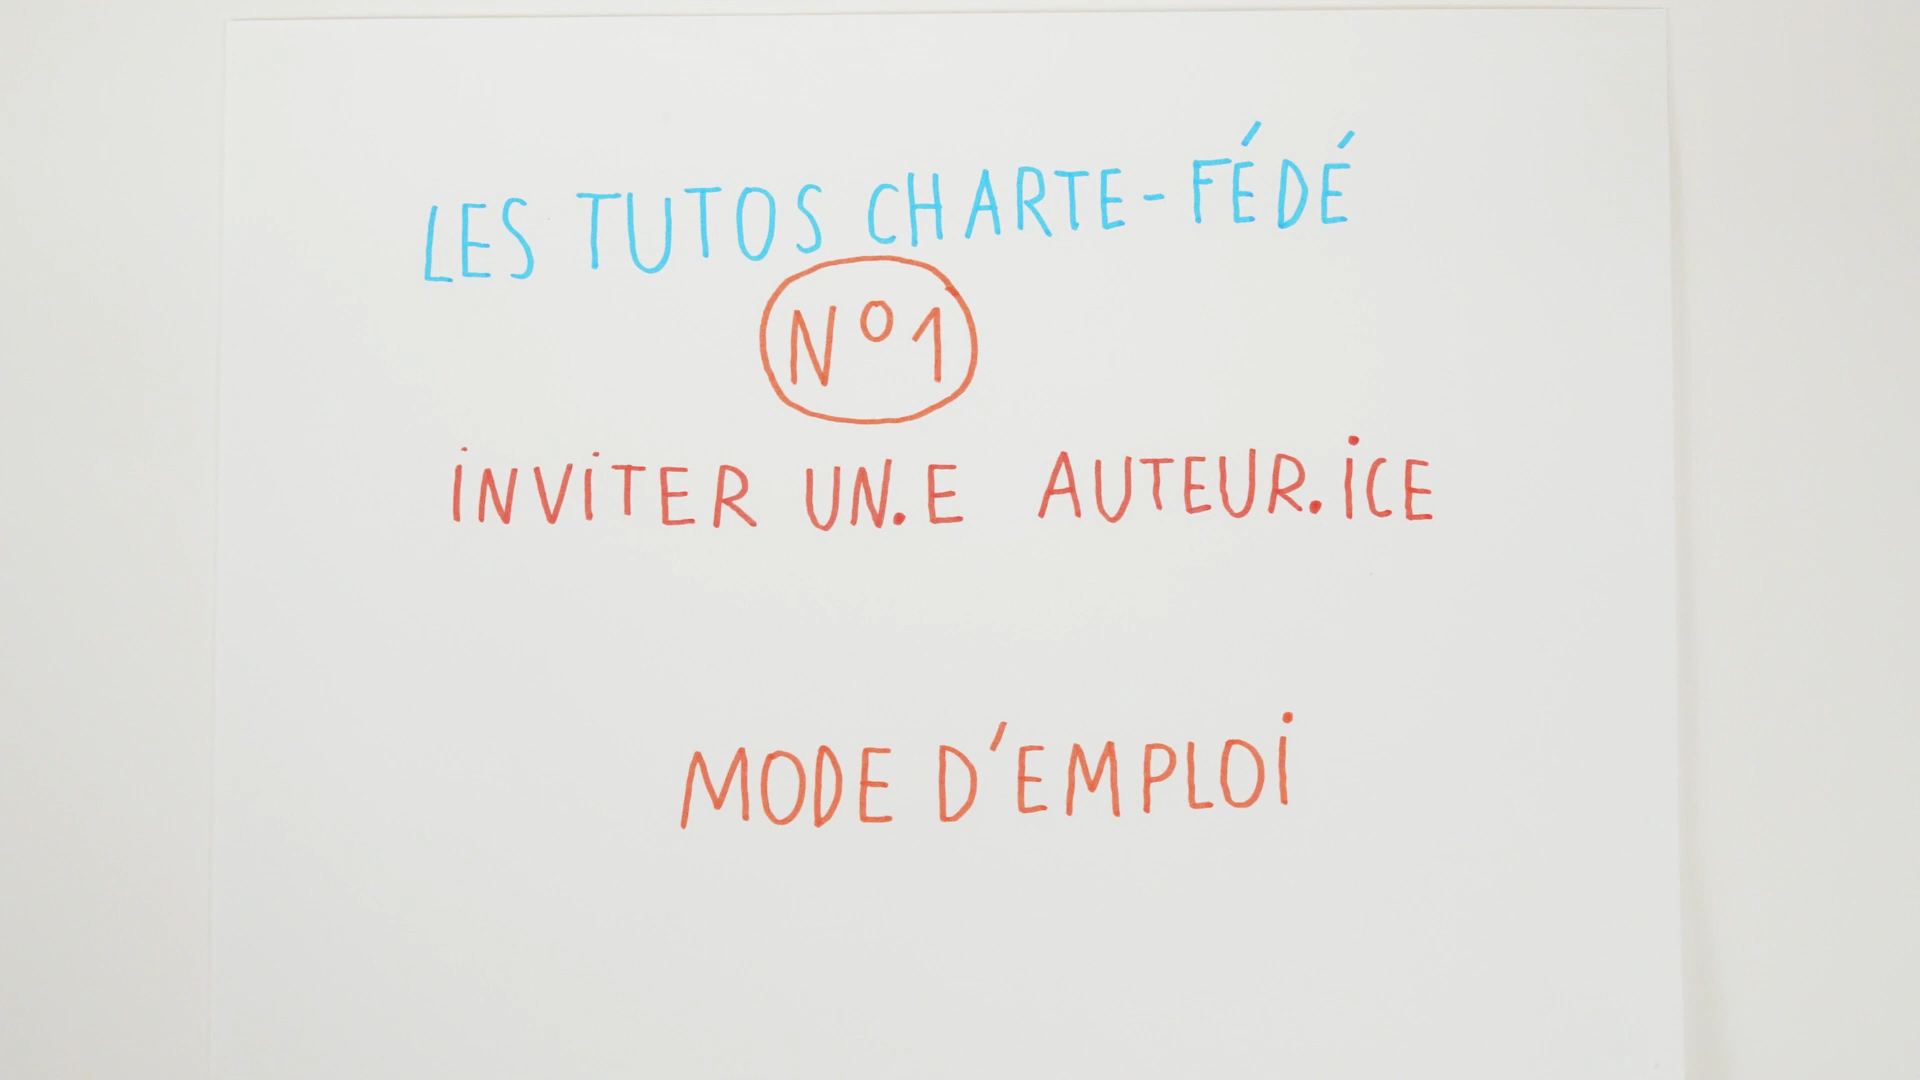 LES TUTOS CHARTE-FÉDÉ
N°1
iNViTER UN.E AUTEUR.iCE
MODE D'EMPLOi